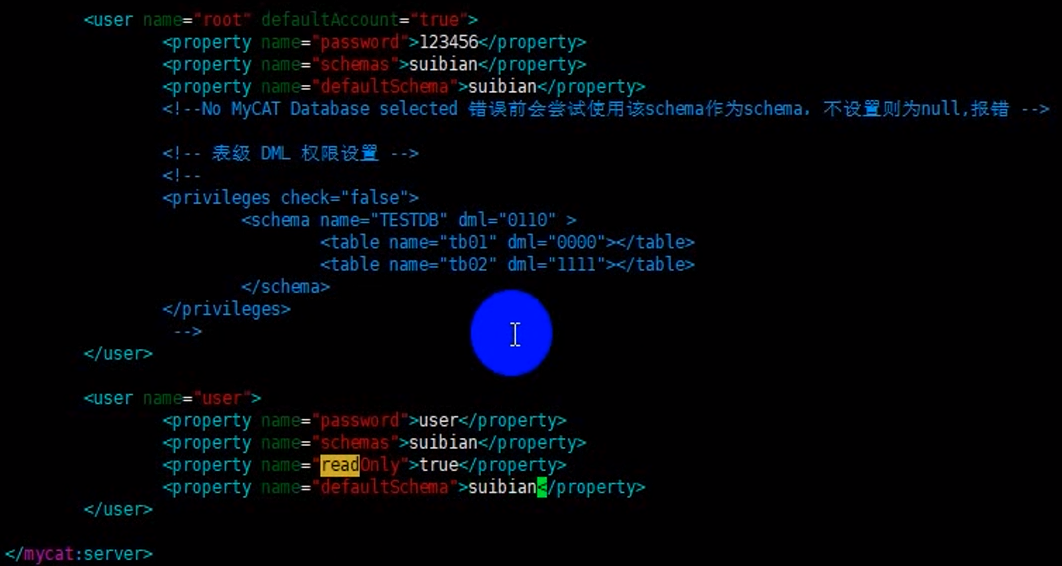 <user name="root" defaultAccount="true">
<property name="password">123456</property>
<property name="schemas">suibian</property>
<property name="defaultSchema">suibian</property>
<!--No MyCAT Database selected 错误前会尝试使用该schema作为schema，不设置则为null,报错 -->
<!-- 表级 DML 权限设置 -->
<!--
<privileges check="false">
<schema name="TESTDB" dml="0110" >
<table name="tb01" dml="0000"></table>
<table name="tb02" dml="1111"></table>
</schema>
</privileges>
-->
</user>
<user name="user">
<property name="password">user</property>
<property name="schemas">suibian</property>
<property name="readOnly">true</property>
<property name="defaultSchema">suibian</property>
</user>
</mycat:server>